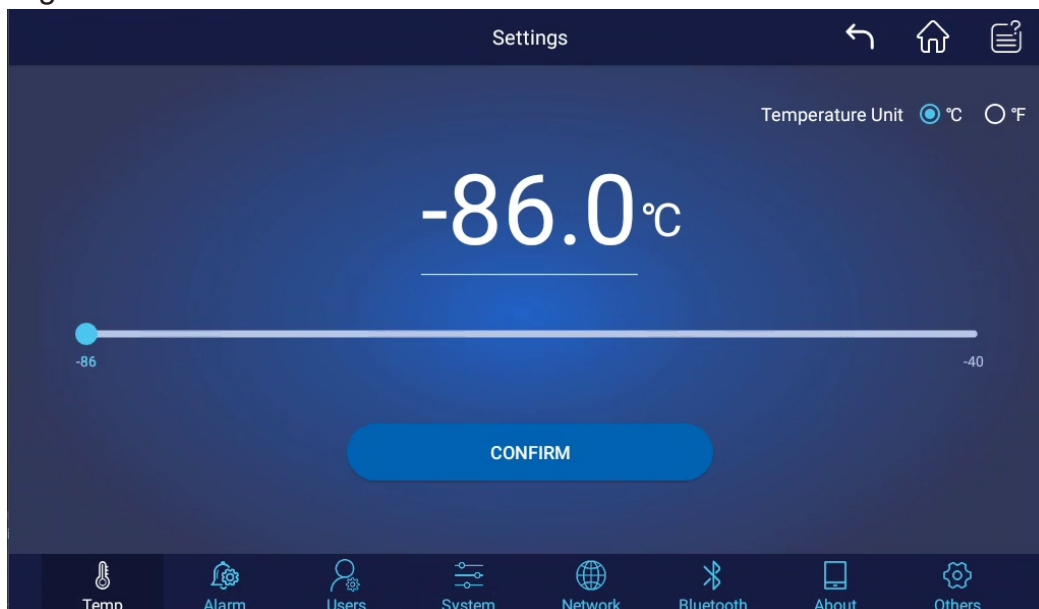 Settings
Temperature Unit ℃ ℉
-86.0℃
-86 -40
CONFIRM
Temp Alarm Users System Network Bluetooth About Others